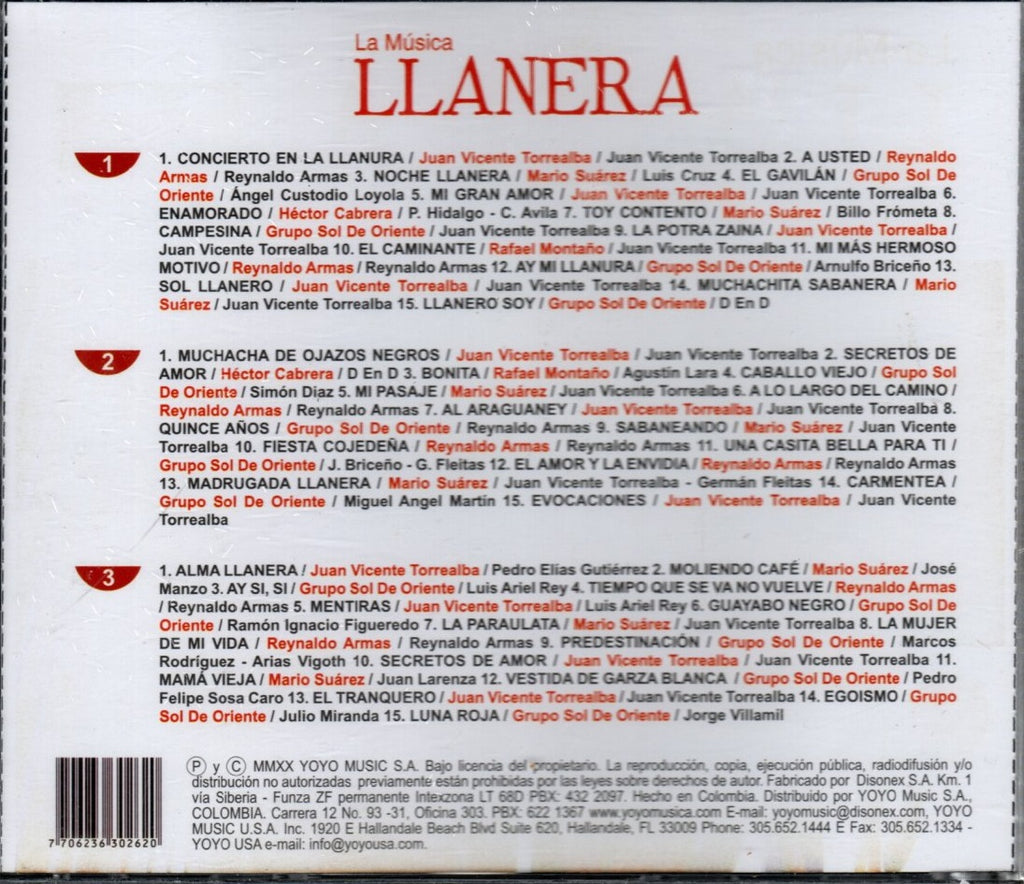 La Música
LLANERA
1
1. CONCIERTO EN LA LLANURA / Juan Vicente Torrealba / Juan Vicente Torrealba 2. A USTED / Reynaldo
Armas / Reynaldo Armas 3. NOCHE LLANERA / Mario Suárez / Luis Cruz 4. EL GAVILÁN / Grupo Sol De
Oriente / Ángel Custodio Loyola 5. MI GRAN AMOR / Juan Vicente Torrealba / Juan Vicente Torrealba 6.
ENAMORADO / Héctor Cabrera / P. Hidalgo - C. Avila 7. TOY CONTENTO / Mario Suárez / Billo Frómeta 8.
CAMPESINA / Grupo Sol De Oriente / Juan Vicente Torrealba 9. LA POTRA ZAINA / Juan Vicente Torrealba /
Juan Vicente Torrealba 10. EL CAMINANTE / Rafael Montaño / Juan Vicente Torrealba 11. MI MÁS HERMOSO
MOTIVO / Reynaldo Armas / Reynaldo Armas 12. AY MI LLANURA / Grupo Sol De Oriente / Arnulfo Briceño 13.
SOL LLANERO / Juan Vicente Torrealba / Juan Vicente Torrealba 14. MUCHACHITA SABANERA / Mario
Suárez / Juan Vicente Torrealba 15. LLANERO SOY / Grupo Sol De Oriente / D En D
2
1. MUCHACHA DE OJAZOS NEGROS / Juan Vicente Torrealba / Juan Vicente Torrealba 2. SECRETOS DE
AMOR / Héctor Cabrera / D En D 3. BONITA / Rafael Montaño / Agustín Lara 4. CABALLO VIEJO / Grupo Sol
De Oriente / Simón Diaz 5. MI PASAJE / Mario Suárez / Juan Vicente Torrealba 6. A LO LARGO DEL CAMINO /
Reynaldo Armas / Reynaldo Armas 7. AL ARAGUANEY / Juan Vicente Torrealba / Juan Vicente Torrealba 8.
QUINCE AÑOS / Grupo Sol De Oriente / Reynaldo Armas 9. SABANEANDO / Mario Suárez / Juan Vicente
Torrealba 10. FIESTA COJEDEÑA / Reynaldo Armas / Reynaldo Armas 11. UNA CASITA BELLA PARA TI /
Grupo Sol De Oriente / J. Briceño - G. Fleitas 12. EL AMOR Y LA ENVIDIA / Reynaldo Armas / Reynaldo Armas
13. MADRUGADA LLANERA / Mario Suárez / Juan Vicente Torrealba - Germán Fleitas 14. CARMENTEA /
Grupo Sol De Oriente / Miguel Angel Martín 15. EVOCACIONES / Juan Vicente Torrealba / Juan Vicente
Torrealba
3
1. ALMA LLANERA / Juan Vicente Torrealba / Pedro Elías Gutiérrez 2. MOLIENDO CAFÉ / Mario Suárez / José
Manzo 3. AY SI, SI / Grupo Sol De Oriente / Luis Ariel Rey 4. TIEMPO QUE SE VA NO VUELVE / Reynaldo Armas
/ Reynaldo Armas 5. MENTIRAS / Juan Vicente Torrealba / Luis Ariel Rey 6. GUAYABO NEGRO / Grupo Sol De
Oriente / Ramón Ignacio Figueredo 7. LA PARAULATA / Mario Suárez / Juan Vicente Torrealba 8. LA MUJER
DE MI VIDA / Reynaldo Armas / Reynaldo Armas 9. PREDESTINACIÓN / Grupo Sol De Oriente / Marcos
Rodríguez - Arias Vigoth 10. SECRETOS DE AMOR / Juan Vicente Torrealba / Juan Vicente Torrealba 11.
MAMÁ VIEJA / Mario Suárez / Juan Larenza 12. VESTIDA DE GARZA BLANCA / Grupo Sol De Oriente / Pedro
Felipe Sosa Caro 13. EL TRANQUERO / Juan Vicente Torrealba / Juan Vicente Torrealba 14. EGOISMO / Grupo
Sol De Oriente / Julio Miranda 15. LUNA ROJA / Grupo Sol De Oriente / Jorge Villamil
Ⓟ y Ⓒ MMXX YOYO MUSIC S.A. Bajo licencia del propietario. La reproducción, copia, ejecución pública, radiodifusión y/o
distribución no autorizadas previamente están prohibidas por las leyes sobre derechos de autor. Fabricado por Disonex S.A. Km. 1
vía Siberia - Funza ZF permanente Intexzona LT 68D PBX: 432 2097. Hecho en Colombia. Distribuido por YOYO Music S.A.,
COLOMBIA. Carrera 12 No. 93 -31, Oficina 303. PBX: 622 1367 www.yoyomusica.com E-mail: yoyomusic@disonex.com, YOYO
MUSIC U.S.A. Inc. 1920 E Hallandale Beach Blvd Suite 620, Hallandale, FL 33009 Phone: 305.652.1444 E Fax: 305.652.1334 -
YOYO USA e-mail: info@yoyousa.com.
7 706236 302620